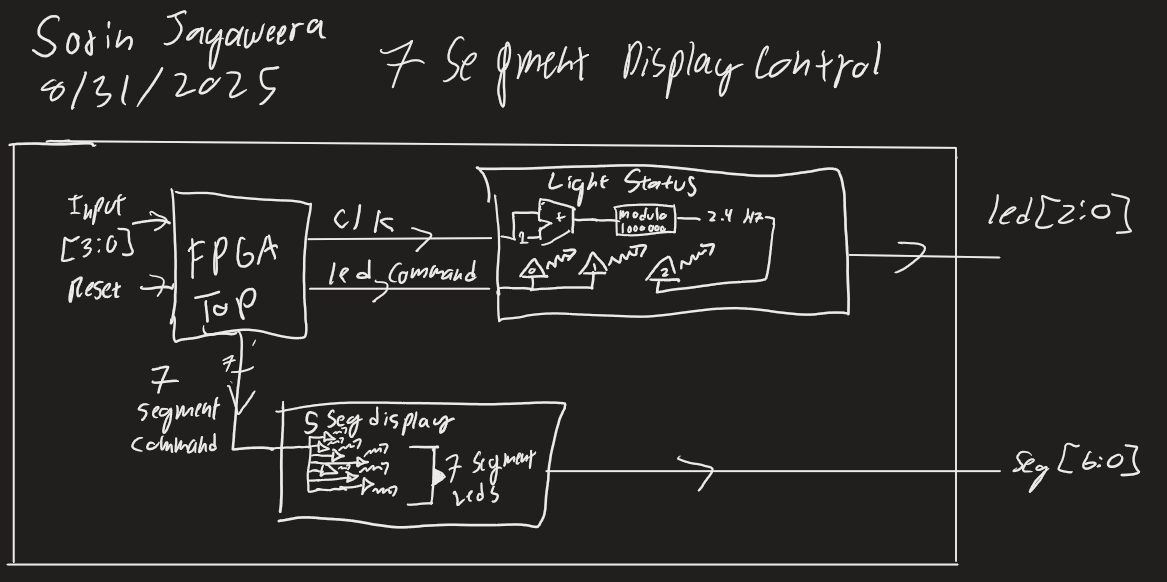 Sorin Jayaweera
8/31/2025
7 Segment Display Control
Input
[3:0]
Reset
FPGA
Top
clk
led command
Light Status
+
2
modulo
1000000
2.4 Hz
0
1
2
led[2:0]
7
7
segment
command
5 Seg display
7 Segment
Leds
seg[6:0]